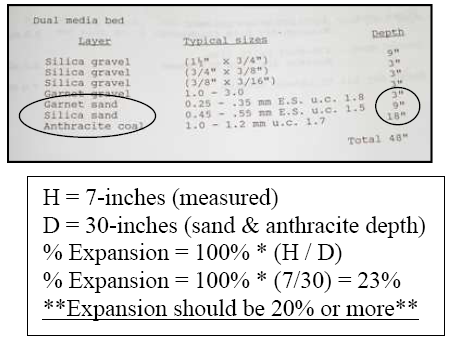 Dual media bed
Layer Typical sizes Depth
Silica gravel (1½" x 3/4") 9"
Silica gravel (3/4" x 3/8") 3"
Silica gravel (3/8" x 3/16") 3"
Garnet gravel 1.0 - 3.0 3"
Garnet sand 0.25 - .35 mm E.S. u.c. 1.8 3"
Silica sand 0.45 - .55 mm E.S. u.c. 1.5 9"
Anthracite coal 1.0 - 1.2 mm u.c. 1.7 18"
Total 48"
H = 7-inches (measured)
D = 30-inches (sand & anthracite depth)
% Expansion = 100% * (H / D)
% Expansion = 100% * (7/30) = 23%
**Expansion should be 20% or more**